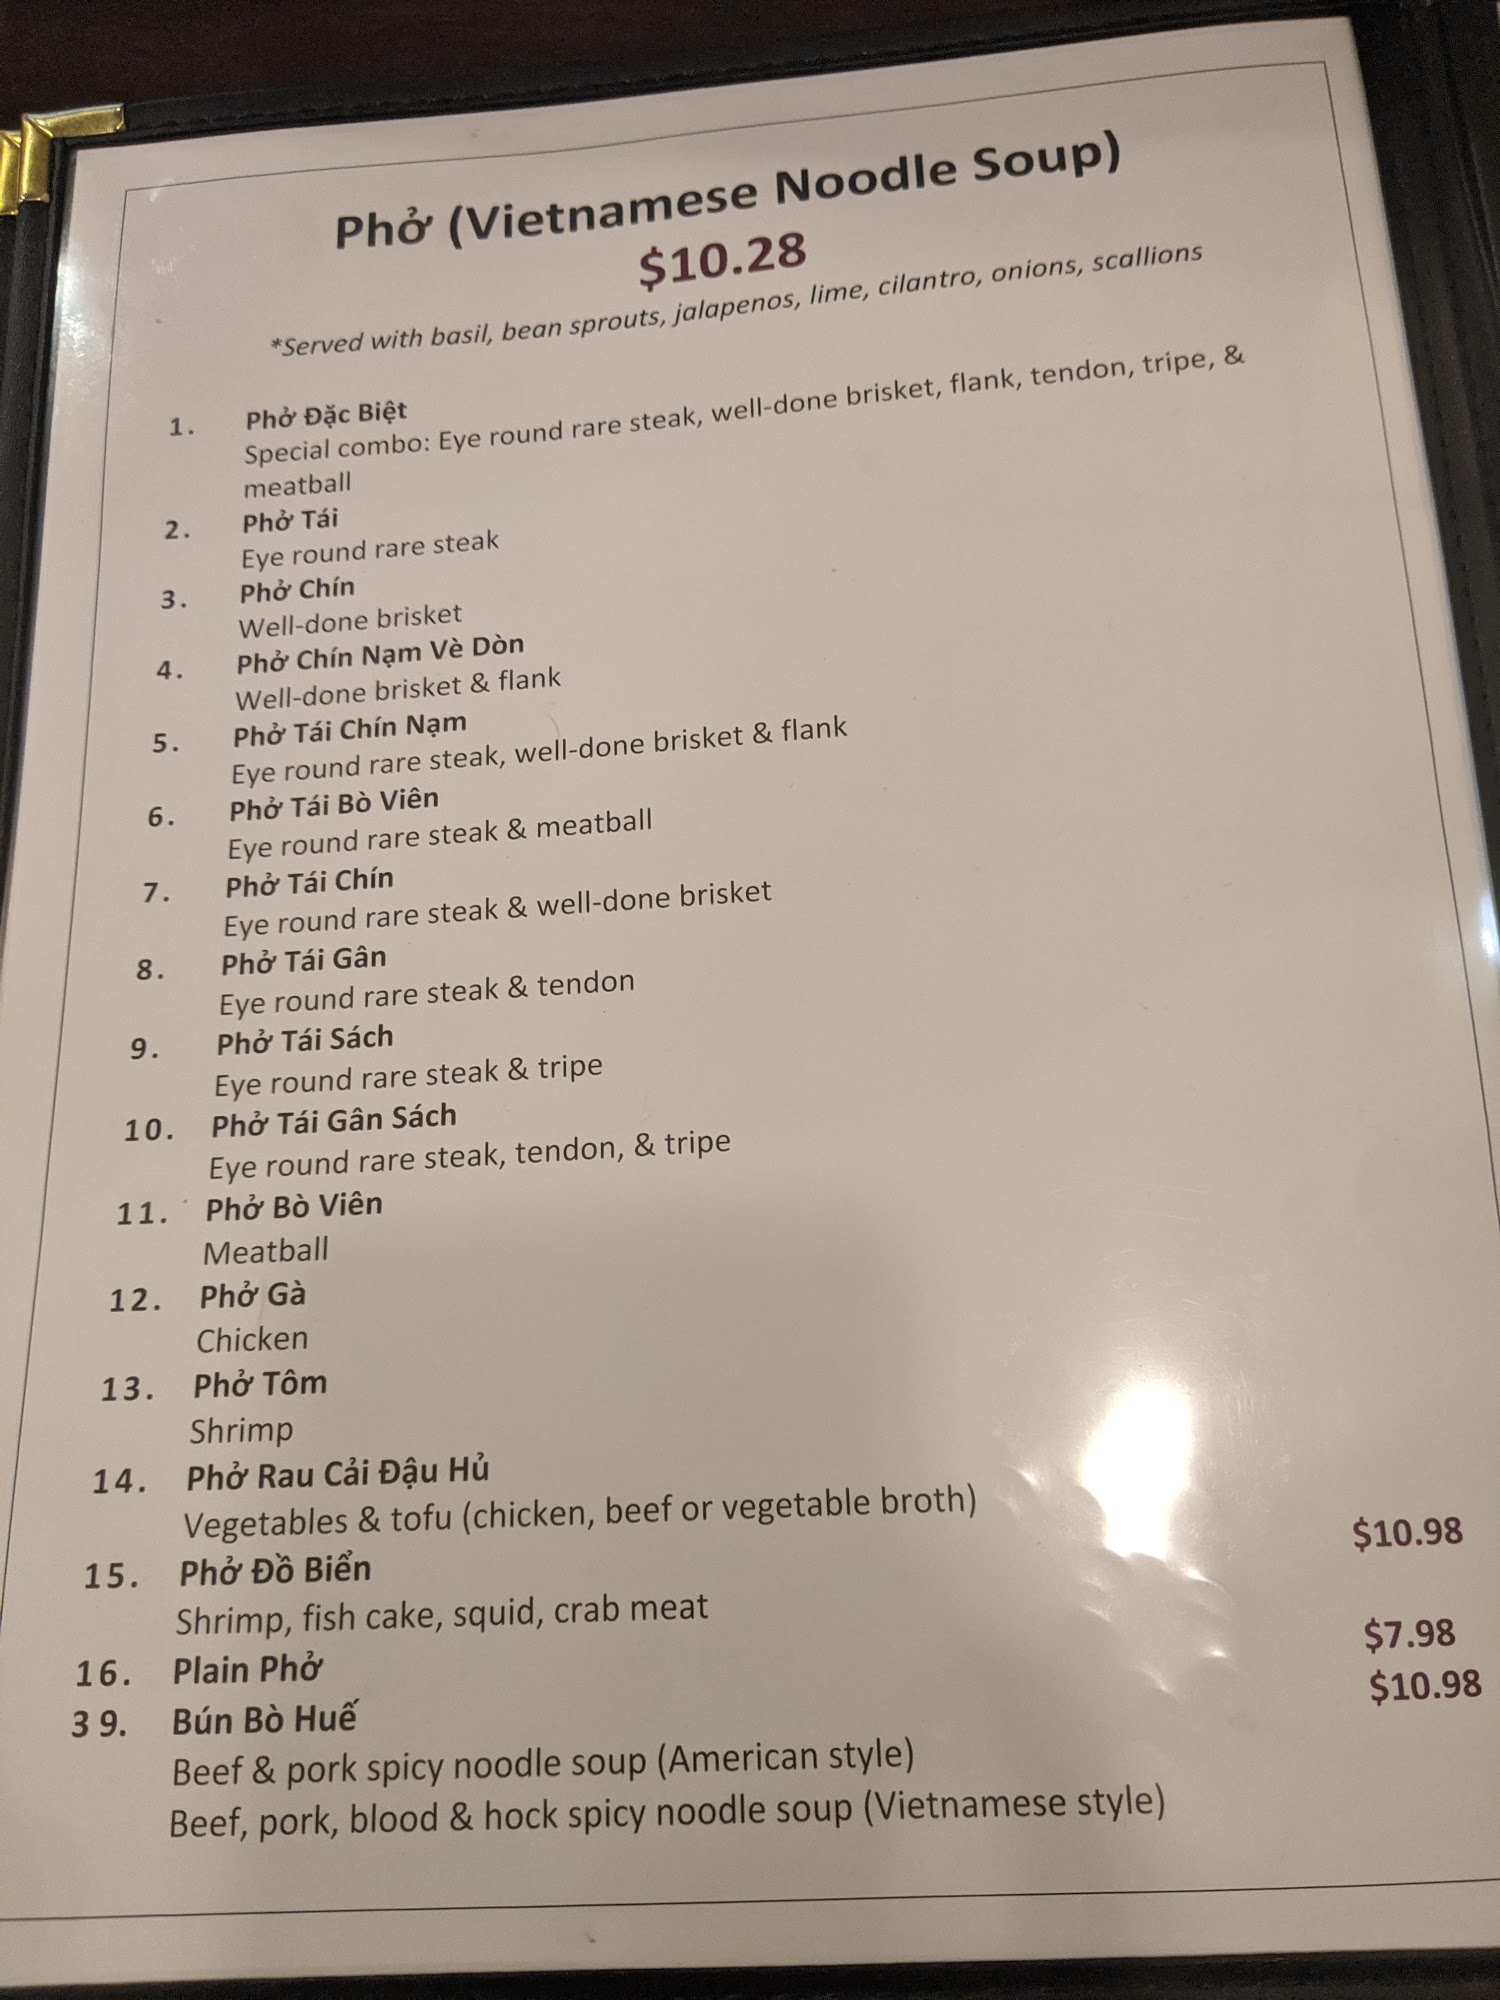 Phở (Vietnamese Noodle Soup)
$10.28
*Served with basil, bean sprouts, jalapenos, lime, cilantro, onions, scallions
1. Phở Đặc Biệt
Special combo: Eye round rare steak, well-done brisket, flank, tendon, tripe, &
meatball
2. Phở Tái
Eye round rare steak
3. Phở Chín
Well-done brisket
4. Phở Chín Nạm Vè Dòn
Well-done brisket & flank
5. Phở Tái Chín Nạm
Eye round rare steak, well-done brisket & flank
6. Phở Tái Bò Viên
Eye round rare steak & meatball
7. Phở Tái Chín
Eye round rare steak & well-done brisket
8. Phở Tái Gân
Eye round rare steak & tendon
9. Phở Tái Sách
Eye round rare steak & tripe
10. Phở Tái Gân Sách
Eye round rare steak, tendon, & tripe
11. Phở Bò Viên
Meatball
12. Phở Gà
Chicken
13. Phở Tôm
Shrimp
14. Phở Rau Cải Đậu Hủ
Vegetables & tofu (chicken, beef or vegetable broth)
15. Phở Đồ Biển $10.98
Shrimp, fish cake, squid, crab meat
16. Plain Phở $7.98
39. Bún Bò Huế $10.98
Beef & pork spicy noodle soup (American style)
Beef, pork, blood & hock spicy noodle soup (Vietnamese style)